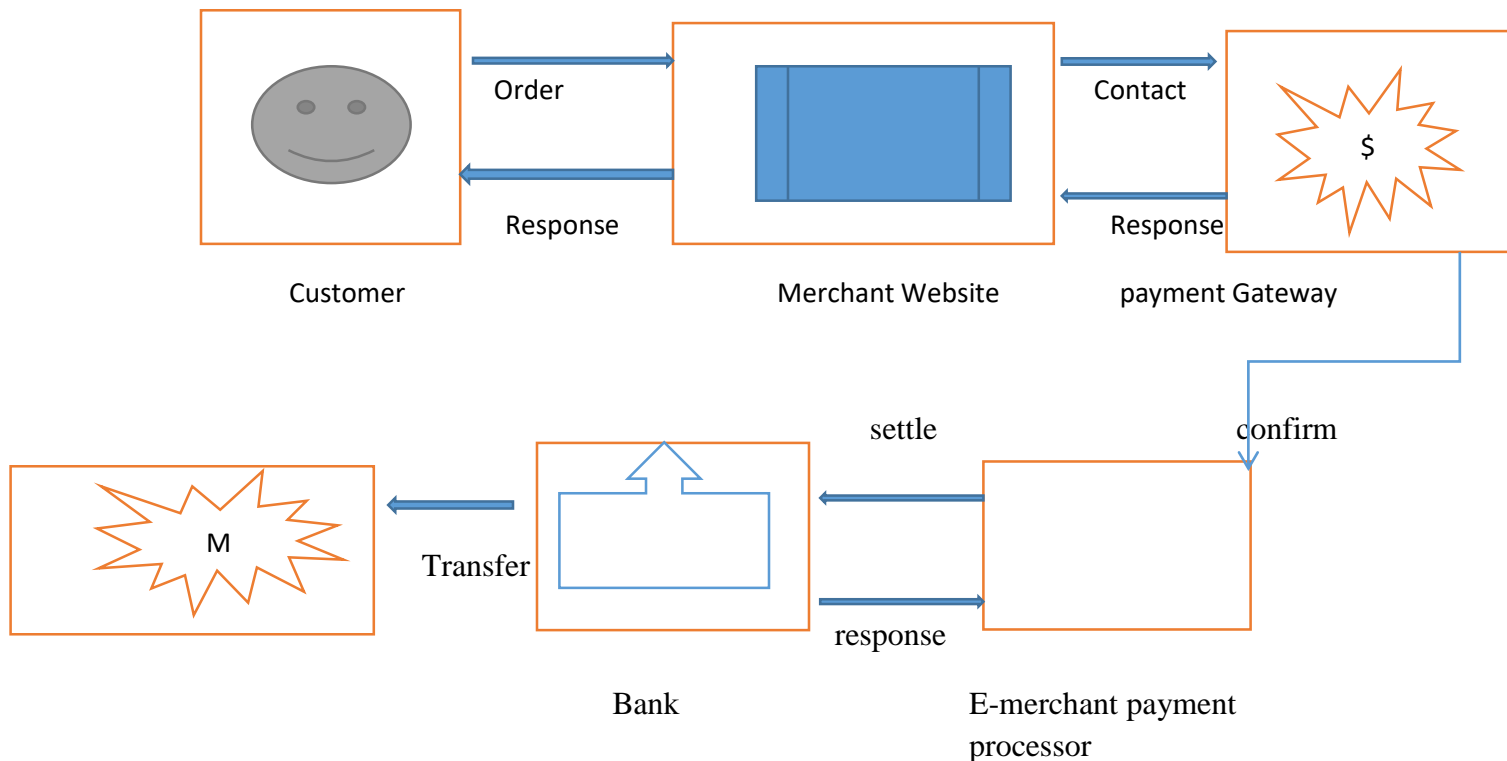 Order
Contact
$
Response
Response
Customer
Merchant Website
payment Gateway
settle
confirm
M
Transfer
response
Bank
E-merchant payment
processor